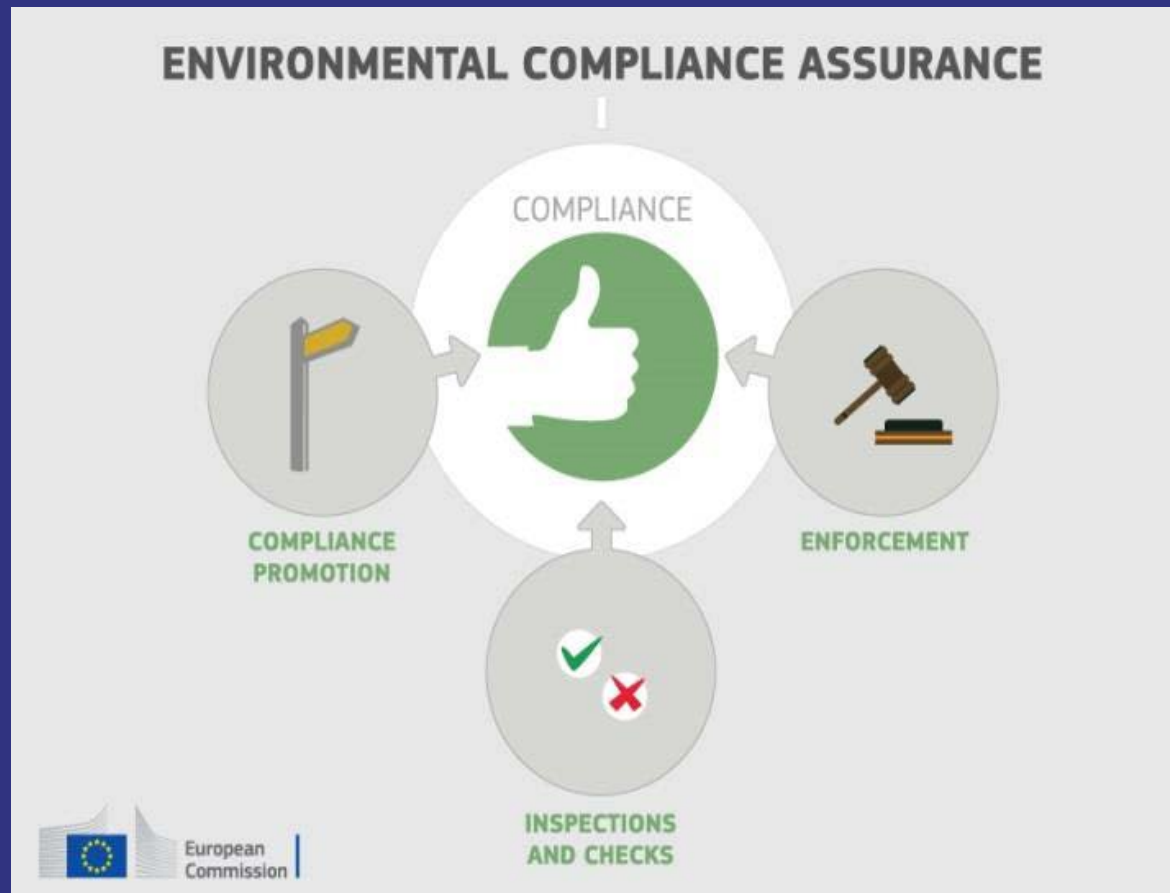 ENVIRONMENTAL COMPLIANCE ASSURANCE
COMPLIANCE
COMPLIANCE
PROMOTION
ENFORCEMENT
INSPECTIONS
AND CHECKS
European
Commission